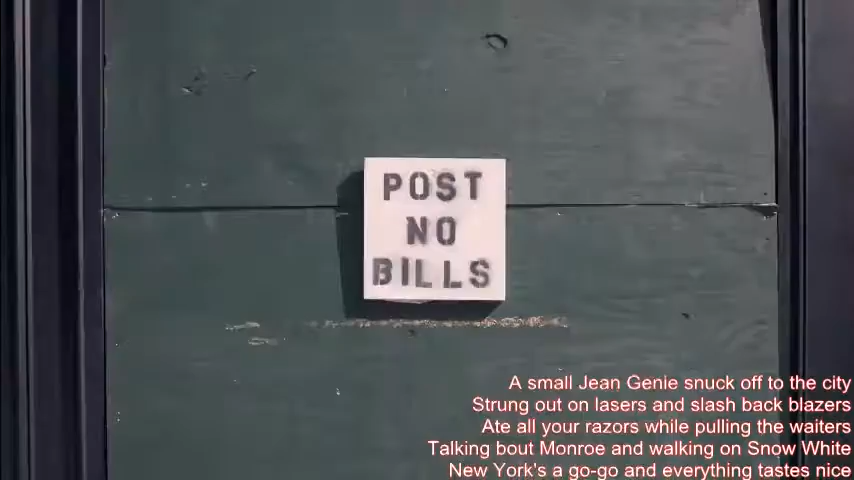 POST
NO
BILLS
A small Jean Genie snuck off to the city
Strung out on lasers and slash back blazers
Ate all your razors while pulling the waiters
Talking bout Monroe and walking on Snow White
New York's a go-go and everything tastes nice